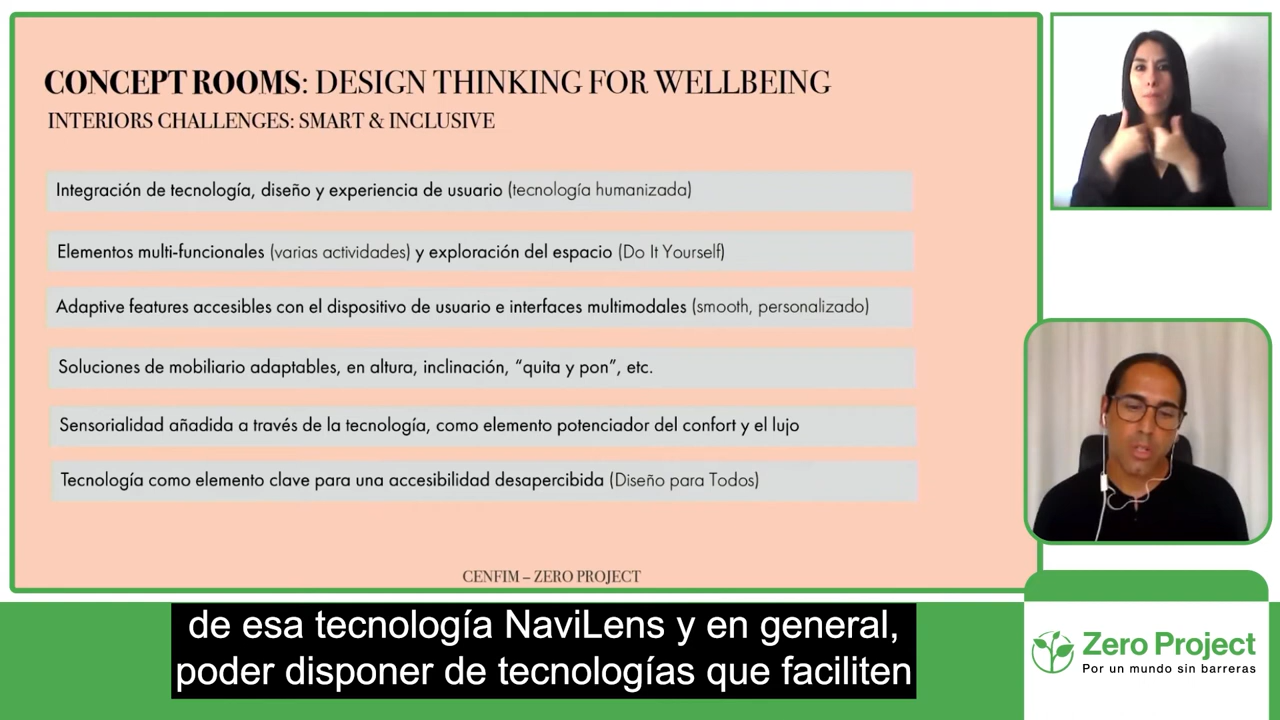 CONCEPT ROOMS: DESIGN THINKING FOR WELLBEING
INTERIORS CHALLENGES: SMART & INCLUSIVE
Integración de tecnología, diseño y experiencia de usuario (tecnología humanizada)
Elementos multi-funcionales (varias actividades) y exploración del espacio (Do It Yourself)
Adaptive features accesibles con el dispositivo de usuario e interfaces multimodales (smooth, personalizado)
Soluciones de mobiliario adaptables, en altura, inclinación, “quita y pon”, etc.
Sensorialidad añadida a través de la tecnología, como elemento potenciador del confort y el lujo
Tecnología como elemento clave para una accesibilidad desapercibida (Diseño para Todos)
CENFIM – ZERO PROJECT
de esa tecnología NaviLens y en general,
poder disponer de tecnologías que faciliten
Zero Project
Por un mundo sin barreras